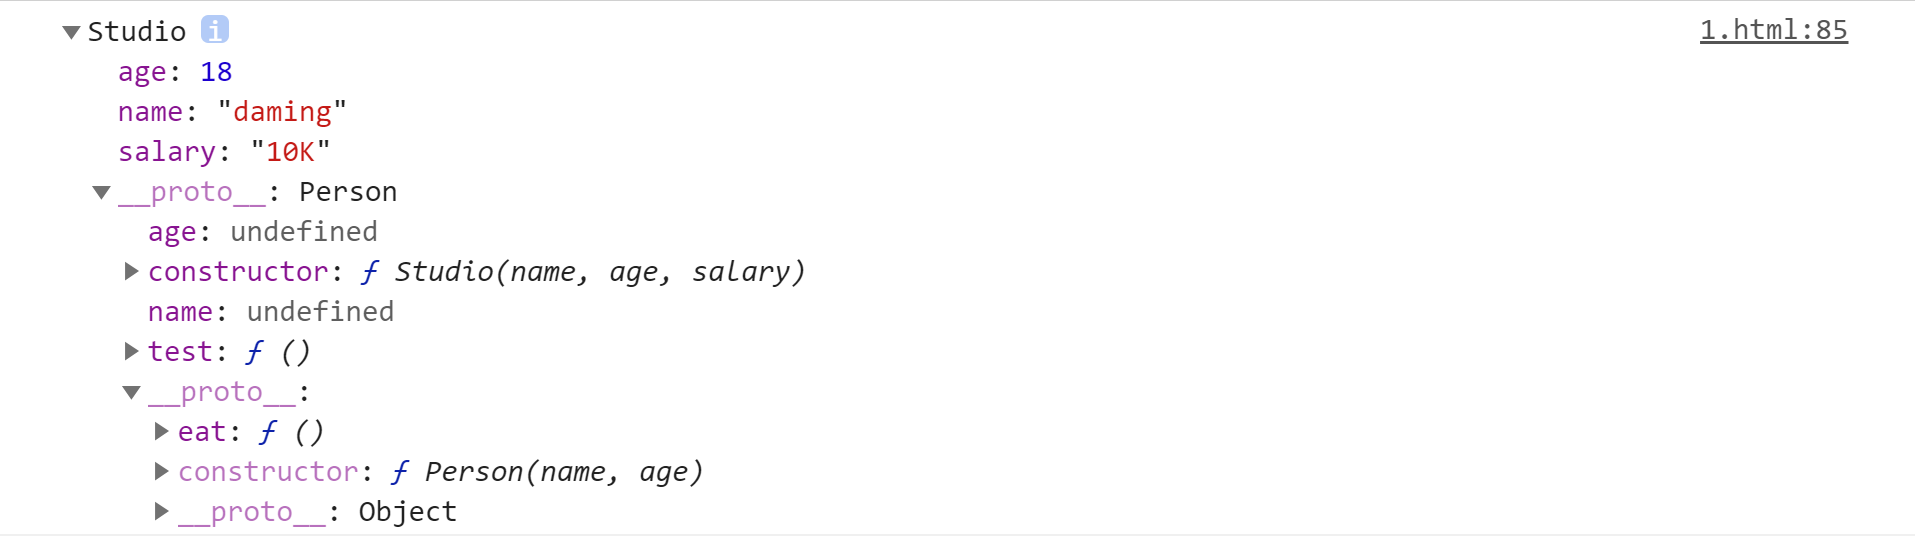 Studio i 1.html:85
age: 18
name: "daming"
salary: "10K"
__proto__: Person
age: undefined
constructor: ƒ Studio(name, age, salary)
name: undefined
test: ƒ ()
__proto__:
eat: ƒ ()
constructor: ƒ Person(name, age)
__proto__: Object